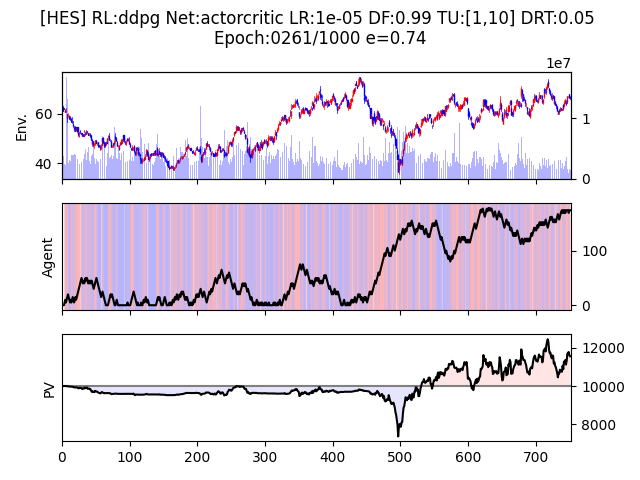 [HES] RL:ddpg Net:actorcritic LR:1e-05 DF:0.99 TU:[1,10] DRT:0.05
Epoch:0261/1000 e=0.74
1e7
Env.
60
40
1
0
Agent
100
0
PV
12000
10000
8000
0 100 200 300 400 500 600 700